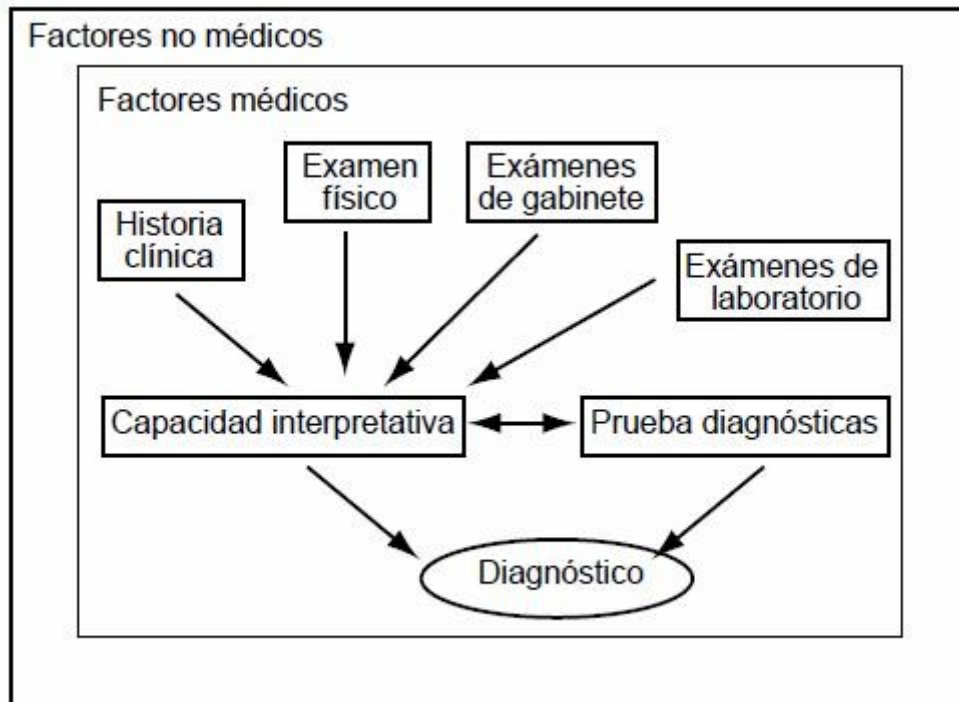 Factores no médicos
Factores médicos
Examen
físico
Exámenes
de gabinete
Historia
clínica
Exámenes de
laboratorio
Capacidad interpretativa
Prueba diagnósticas
Diagnóstico